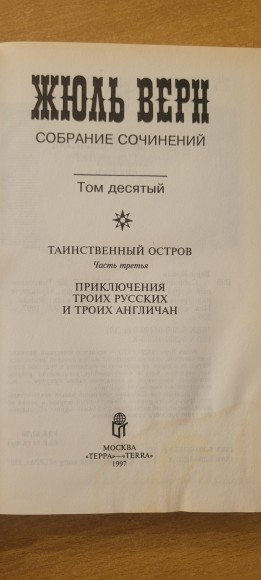 ЖЮЛЬ ВЕРН
СОБРАНИЕ СОЧИНЕНИЙ
Том десятый
ТАИНСТВЕННЫЙ ОСТРОВ
Часть третья
ПРИКЛЮЧЕНИЯ
ТРОИХ РУССКИХ
И ТРОИХ АНГЛИЧАН
МОСКВА
«ТЕРРА»—«TERRA»
1997